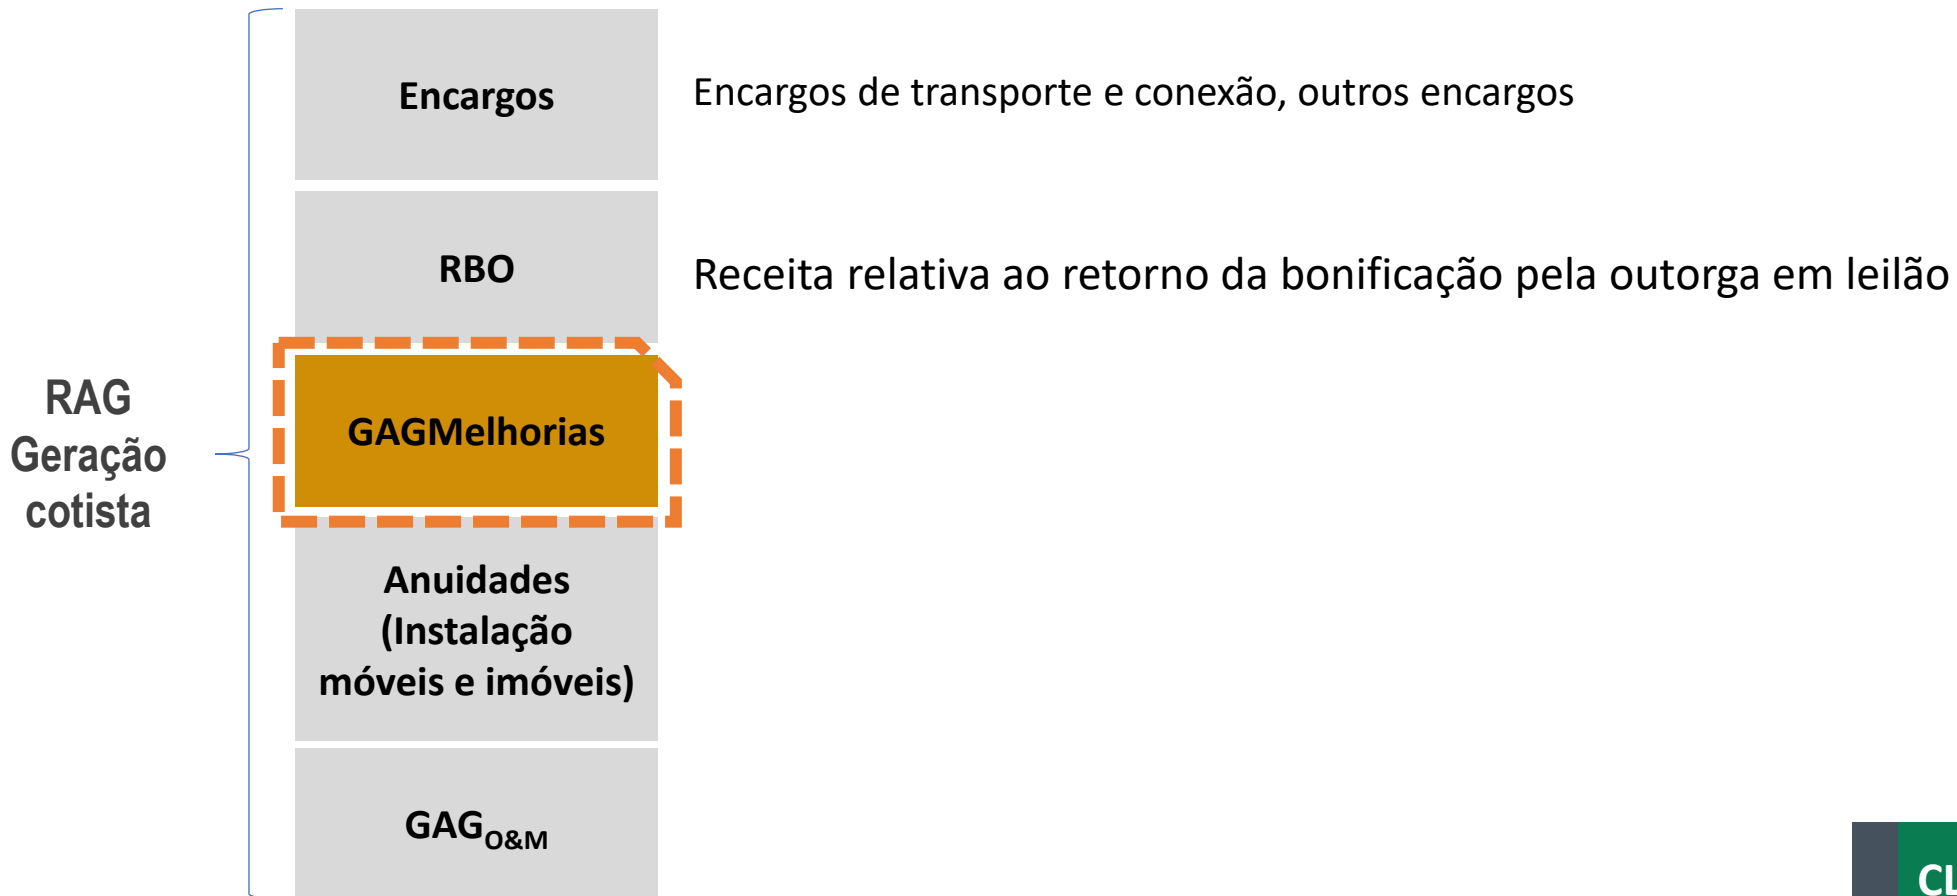 Encargos
Encargos de transporte e conexão, outros encargos
RBO
Receita relativa ao retorno da bonificação pela outorga em leilão
RAG
Geração
cotista
GAGMelhorias
Anuidades
(Instalação
móveis e imóveis)
GAGO&M